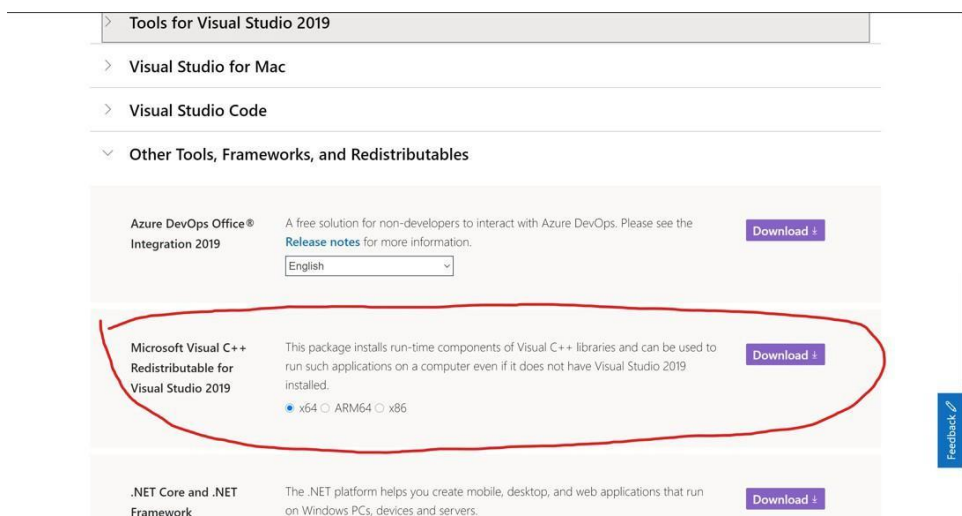 Tools for Visual Studio 2019
Visual Studio for Mac
Visual Studio Code
Other Tools, Frameworks, and Redistributables
Azure DevOps Office®
Integration 2019
A free solution for non-developers to interact with Azure DevOps. Please see the
Release notes for more information.
English
Download
Microsoft Visual C++
Redistributable for
Visual Studio 2019
This package installs run-time components of Visual C++ libraries and can be used to
run such applications on a computer even if it does not have Visual Studio 2019
installed.
x64 ARM64 x86
Download
Feedback
.NET Core and .NET
Framework
The .NET platform helps you create mobile, desktop, and web applications that run
on Windows PCs, devices and servers.
Download